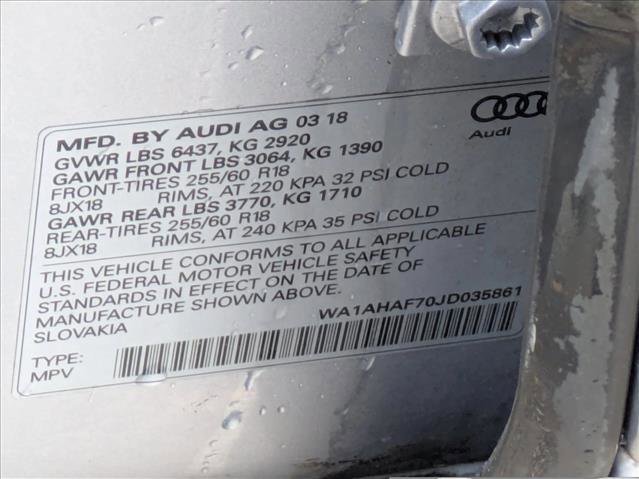 MFD. BY AUDI AG 03 18
GVWR LBS 6437, KG 2920
GAWR FRONT LBS 3064, KG 1390
FRONT-TIRES 255/60 R18
8JX18 RIMS, AT 220 KPA 32 PSI COLD
GAWR REAR LBS 3770, KG 1710
REAR-TIRES 255/60 R18
8JX18 RIMS, AT 240 KPA 35 PSI COLD
Audi
THIS VEHICLE CONFORMS TO ALL APPLICABLE
U.S. FEDERAL MOTOR VEHICLE SAFETY
STANDARDS IN EFFECT ON THE DATE OF
MANUFACTURE SHOWN ABOVE.
SLOVAKIA
WA1AHAF70JD035861
TYPE:
MPV